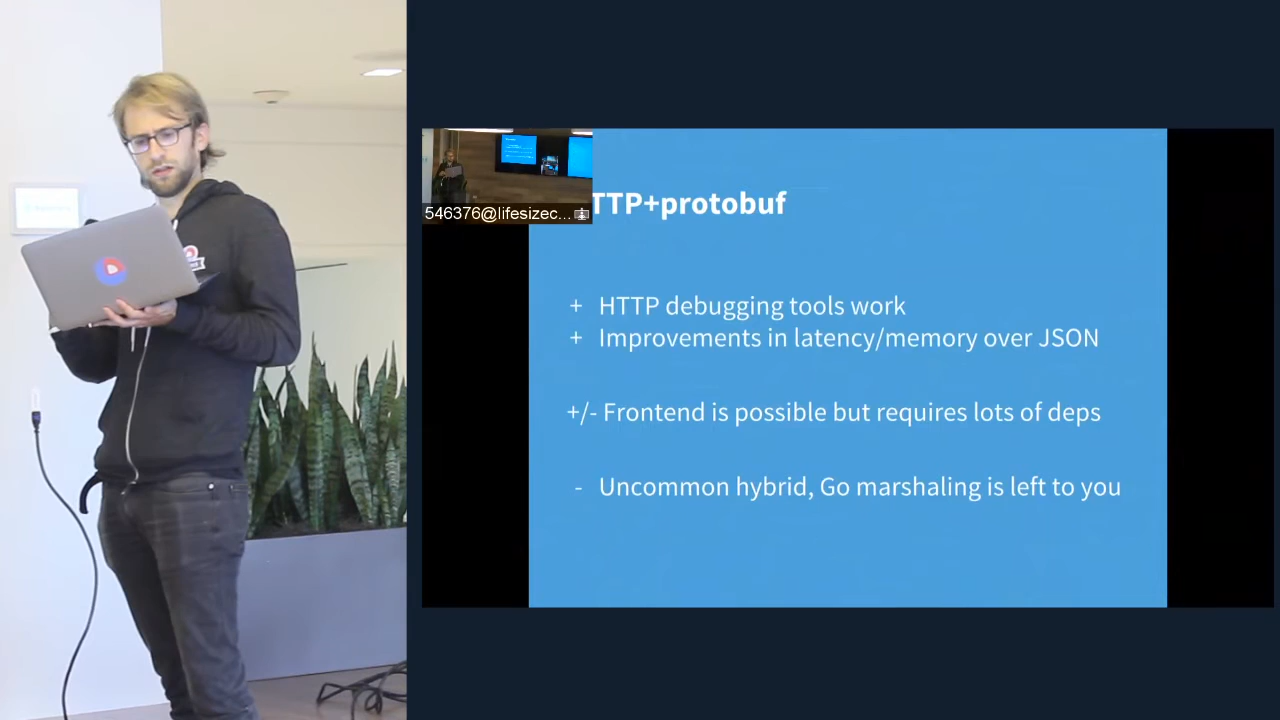 TTP+protobuf
546376@lifesizec...
+ HTTP debugging tools work
+ Improvements in latency/memory over JSON
+/- Frontend is possible but requires lots of deps
- Uncommon hybrid, Go marshaling is left to you